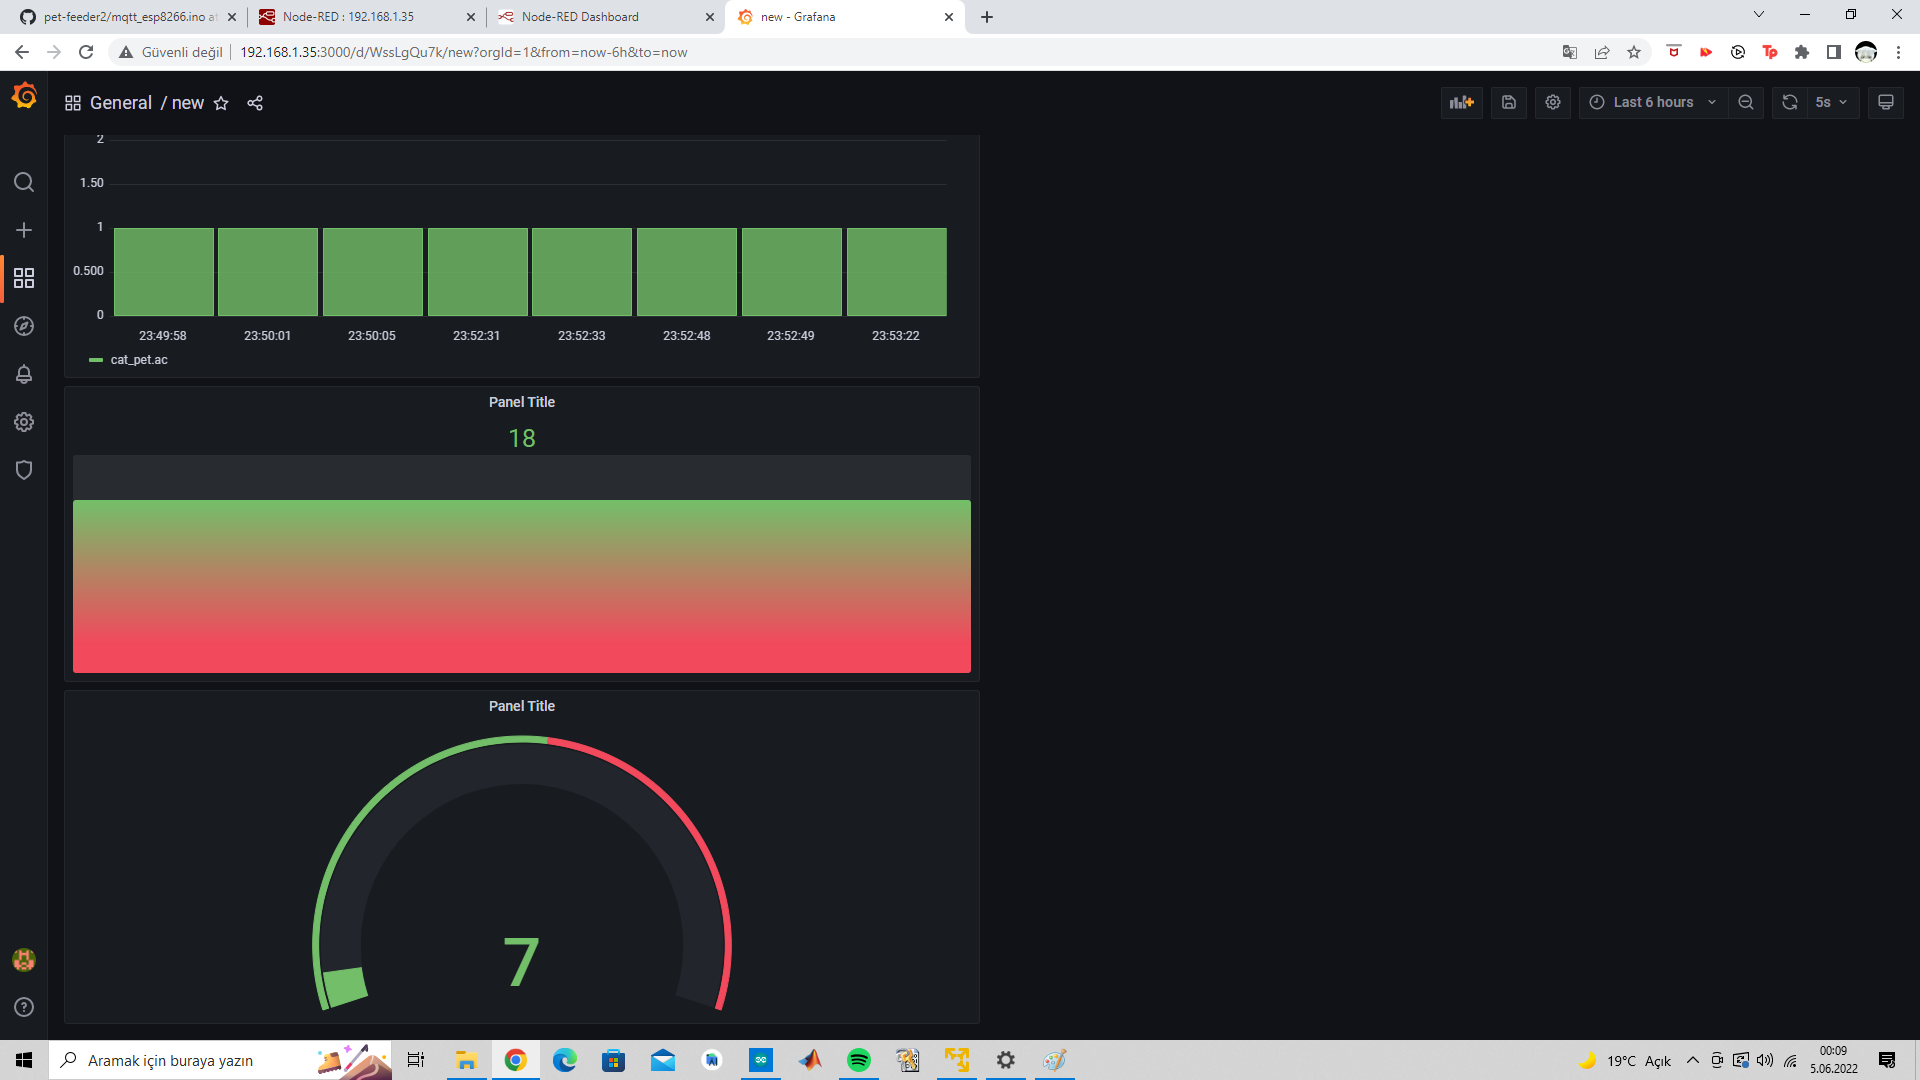 pet-feeder2/mqtt_esp8266.ino at
Node-RED : 192.168.1.35
Node-RED Dashboard
new - Grafana
Güvenli değil
192.168.1.35:3000/d/WssLgQu7k/new?orgId=1&from=now-6h&to=now
General / new
Last 6 hours
5s
2
1.50
1
0.500
0
23:49:58 23:50:01 23:50:05 23:52:31 23:52:33 23:52:48 23:52:49 23:53:22
cat_pet.ac
Panel Title
18
Panel Title
7
Aramak için buraya yazın
19°C Açık
00:09
5.06.2022